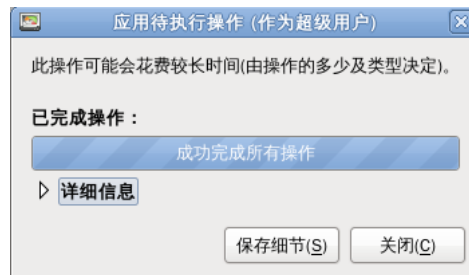 应用待执行操作 (作为超级用户)
此操作可能会花费较长时间(由操作的多少及类型决定)。
已完成操作：
成功完成所有操作
详细信息
保存细节(S)
关闭(C)